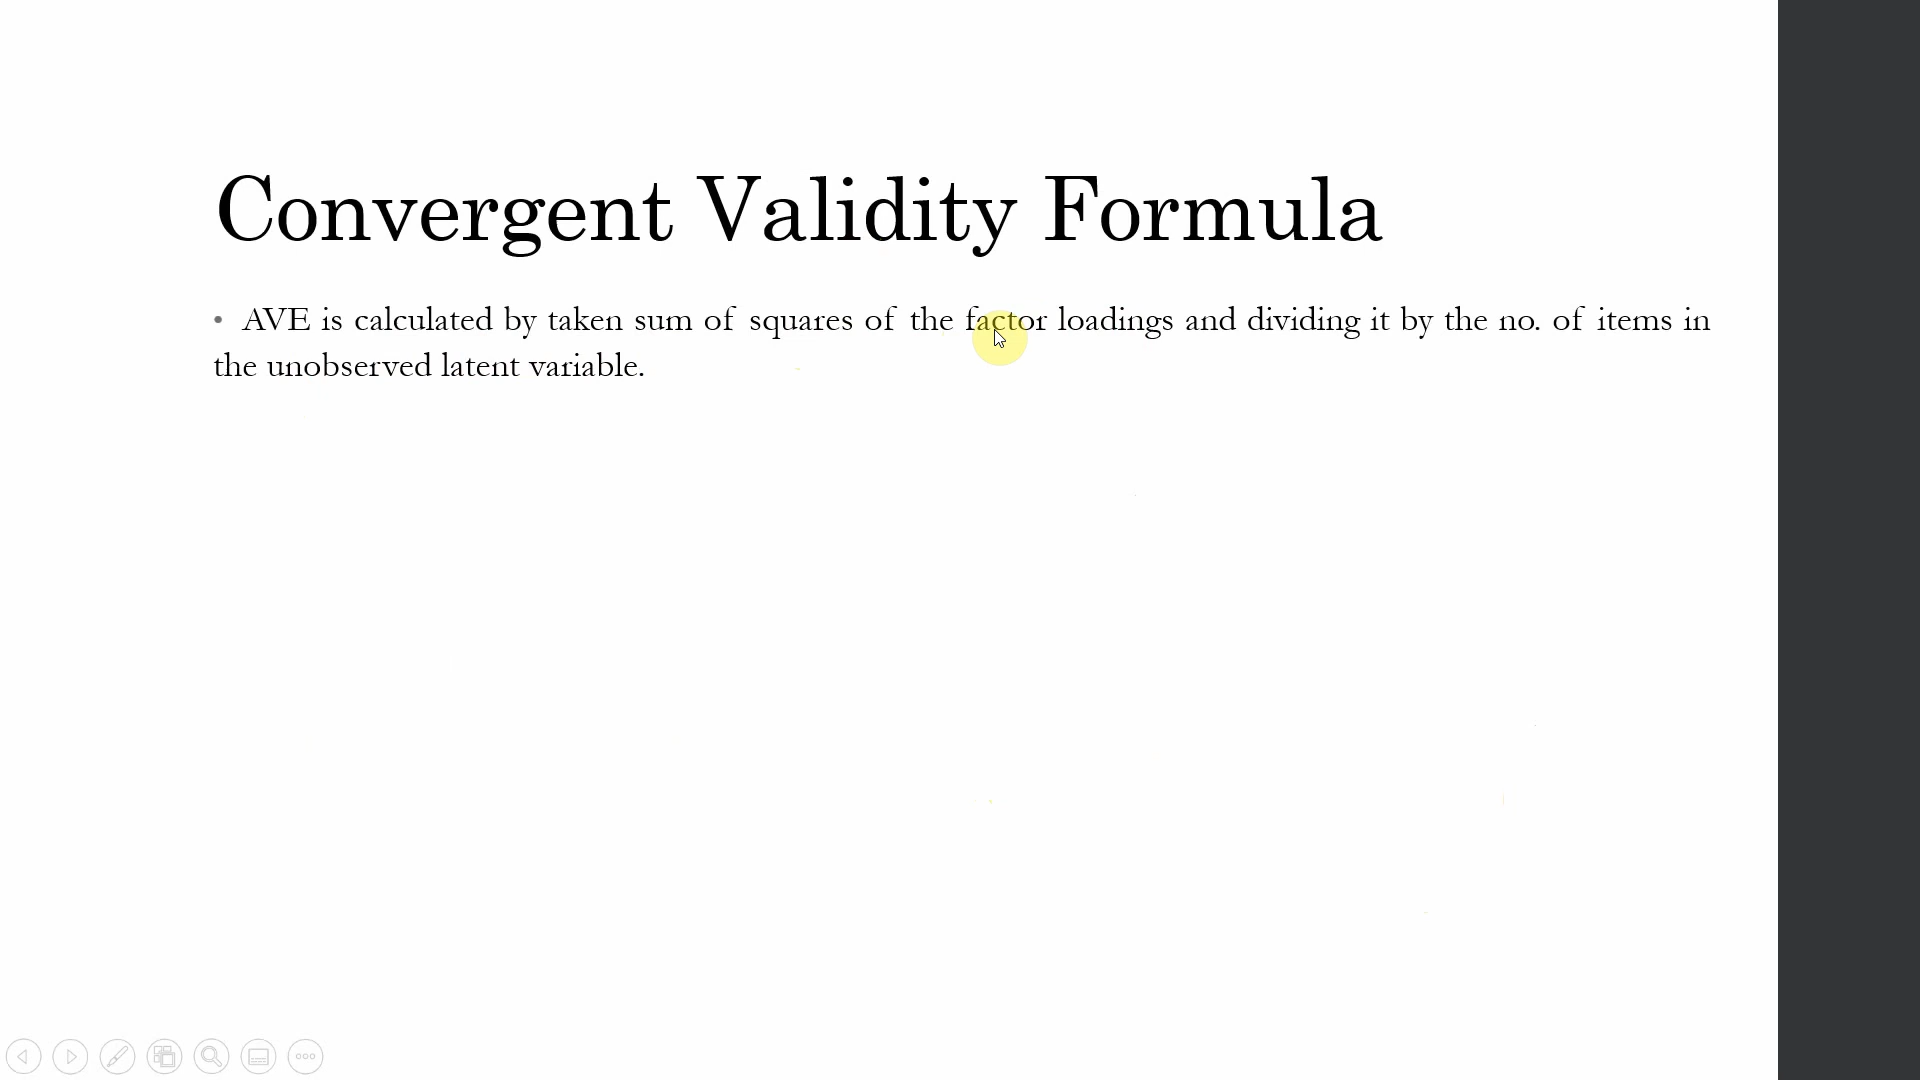 Convergent Validity Formula
• AVE is calculated by taken sum of squares of the factor loadings and dividing it by the no. of items in
the unobserved latent variable.